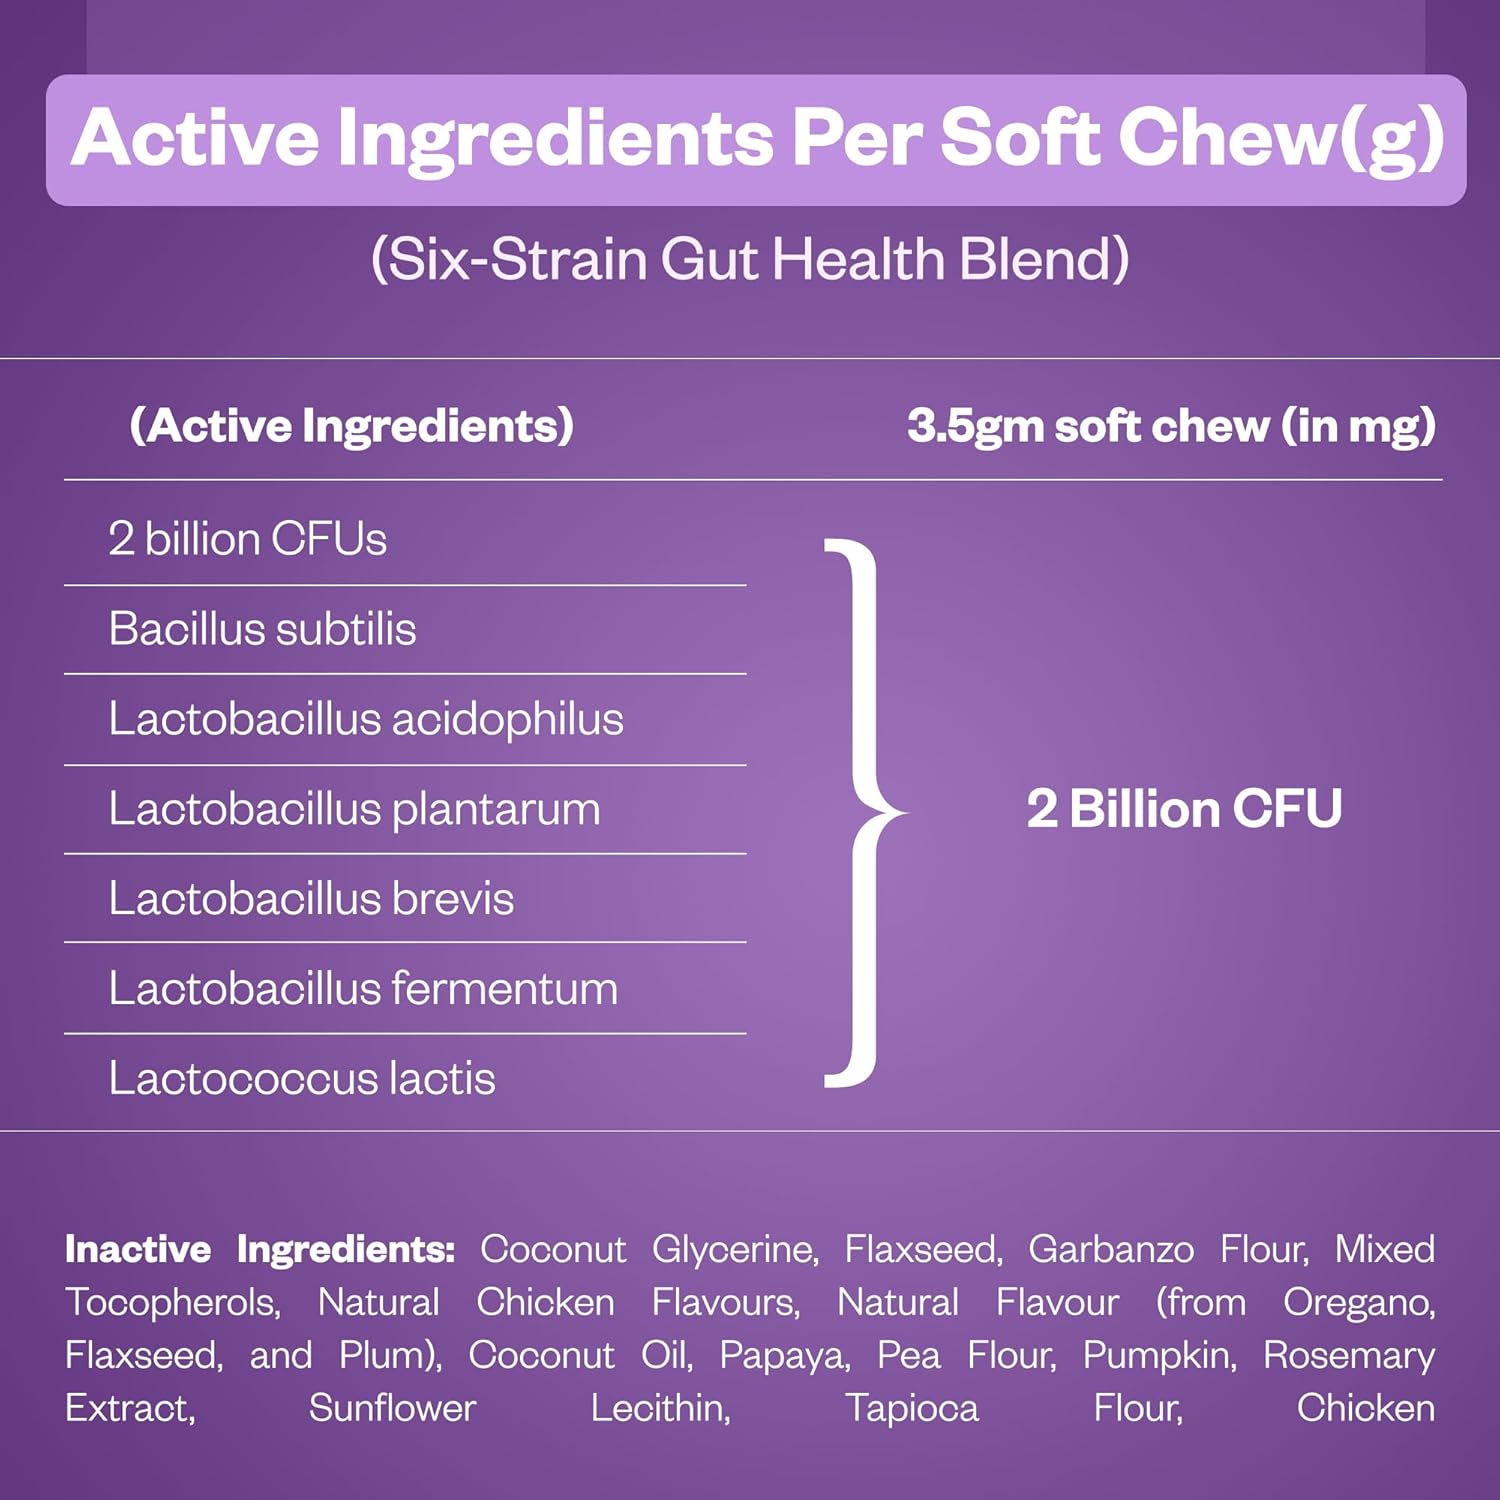 Active Ingredients Per Soft Chew(g)
(Six-Strain Gut Health Blend)
(Active Ingredients) 3.5gm soft chew (in mg)
2 billion CFUs
Bacillus subtilis
Lactobacillus acidophilus
Lactobacillus plantarum
2 Billion CFU
Lactobacillus brevis
Lactobacillus fermentum
Lactococcus lactis
Inactive Ingredients: Coconut Glycerine, Flaxseed, Garbanzo Flour, Mixed
Tocopherols, Natural Chicken Flavours, Natural Flavour (from Oregano,
Flaxseed, and Plum), Coconut Oil, Papaya, Pea Flour, Pumpkin, Rosemary
Extract, Sunflower Lecithin, Tapioca Flour, Chicken